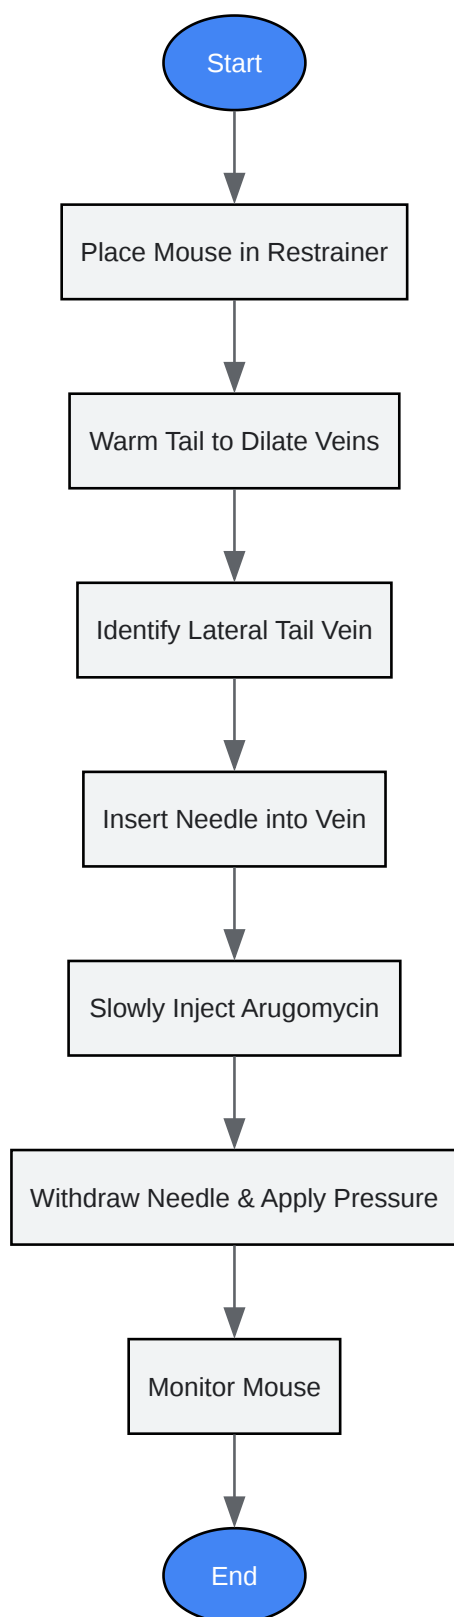 Start
Place Mouse in Restrainer
Warm Tail to Dilate Veins
Identify Lateral Tail Vein
Insert Needle into Vein
Slowly Inject Arugomycin
Withdraw Needle & Apply Pressure
Monitor Mouse
End